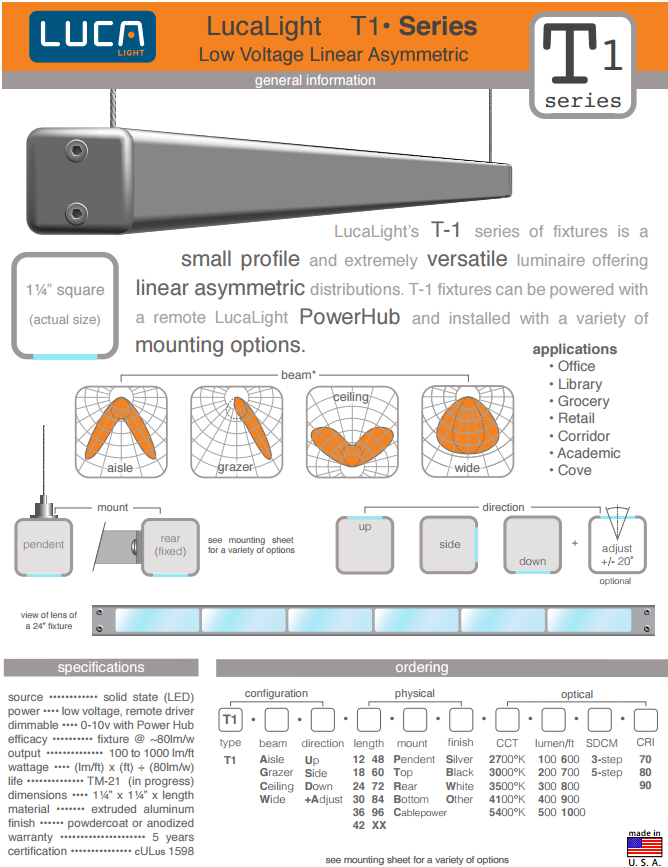 LUCA
LIGHT
LucaLight T1• Series
Low Voltage Linear Asymmetric
T1
series
general information
LucaLight's T-1 series of fixtures is a
small profile and extremely versatile luminaire offering
linear asymmetric distributions. T-1 fixtures can be powered with
a remote LucaLight PowerHub and installed with a variety of
mounting options.
1¼" square
(actual size)
applications
• Office
• Library
• Grocery
• Retail
• Corridor
• Academic
• Cove
beam*
aisle
grazer
ceiling
wide
mount
pendent
rear
(fixed)
see mounting sheet
for a variety of options
direction
up
side
down
+
adjust
+/- 20°
optional
view of lens of
a 24" fixture
specifications
source •••••••••••• solid state (LED)
power •••• low voltage, remote driver
dimmable •••• 0-10v with Power Hub
efficacy ••••••••••• fixture @ ~80lm/w
output •••••••••••••• 100 to 1000 lm/ft
wattage •••• (lm/ft) x (ft) ÷ (80lm/w)
life •••••••••••••• TM-21 (in progress)
dimensions •••• 1¼" x 1¼" x length
material ••••••• extruded aluminum
finish •••••• powdercoat or anodized
warranty ••••••••••••••••••••• 5 years
certification •••••••••••••• cULus 1598
ordering
configuration physical optical
T1 • • • • • • • • •
type beam direction length mount finish CCT lumen/ft SDCM CRI
T1 Aisle Up 12 48 Pendent Silver 2700°K 100 600 3-step 70
Grazer Side 18 60 Top Black 3000°K 200 700 5-step 80
Ceiling Down 24 72 Rear White 3500°K 300 800 90
Wide +Adjust 30 84 Bottom Other 4100°K 400 900
36 96 Cablepower 5400°K 500 1000
42 XX
see mounting sheet for a variety of options
made in
U. S. A.